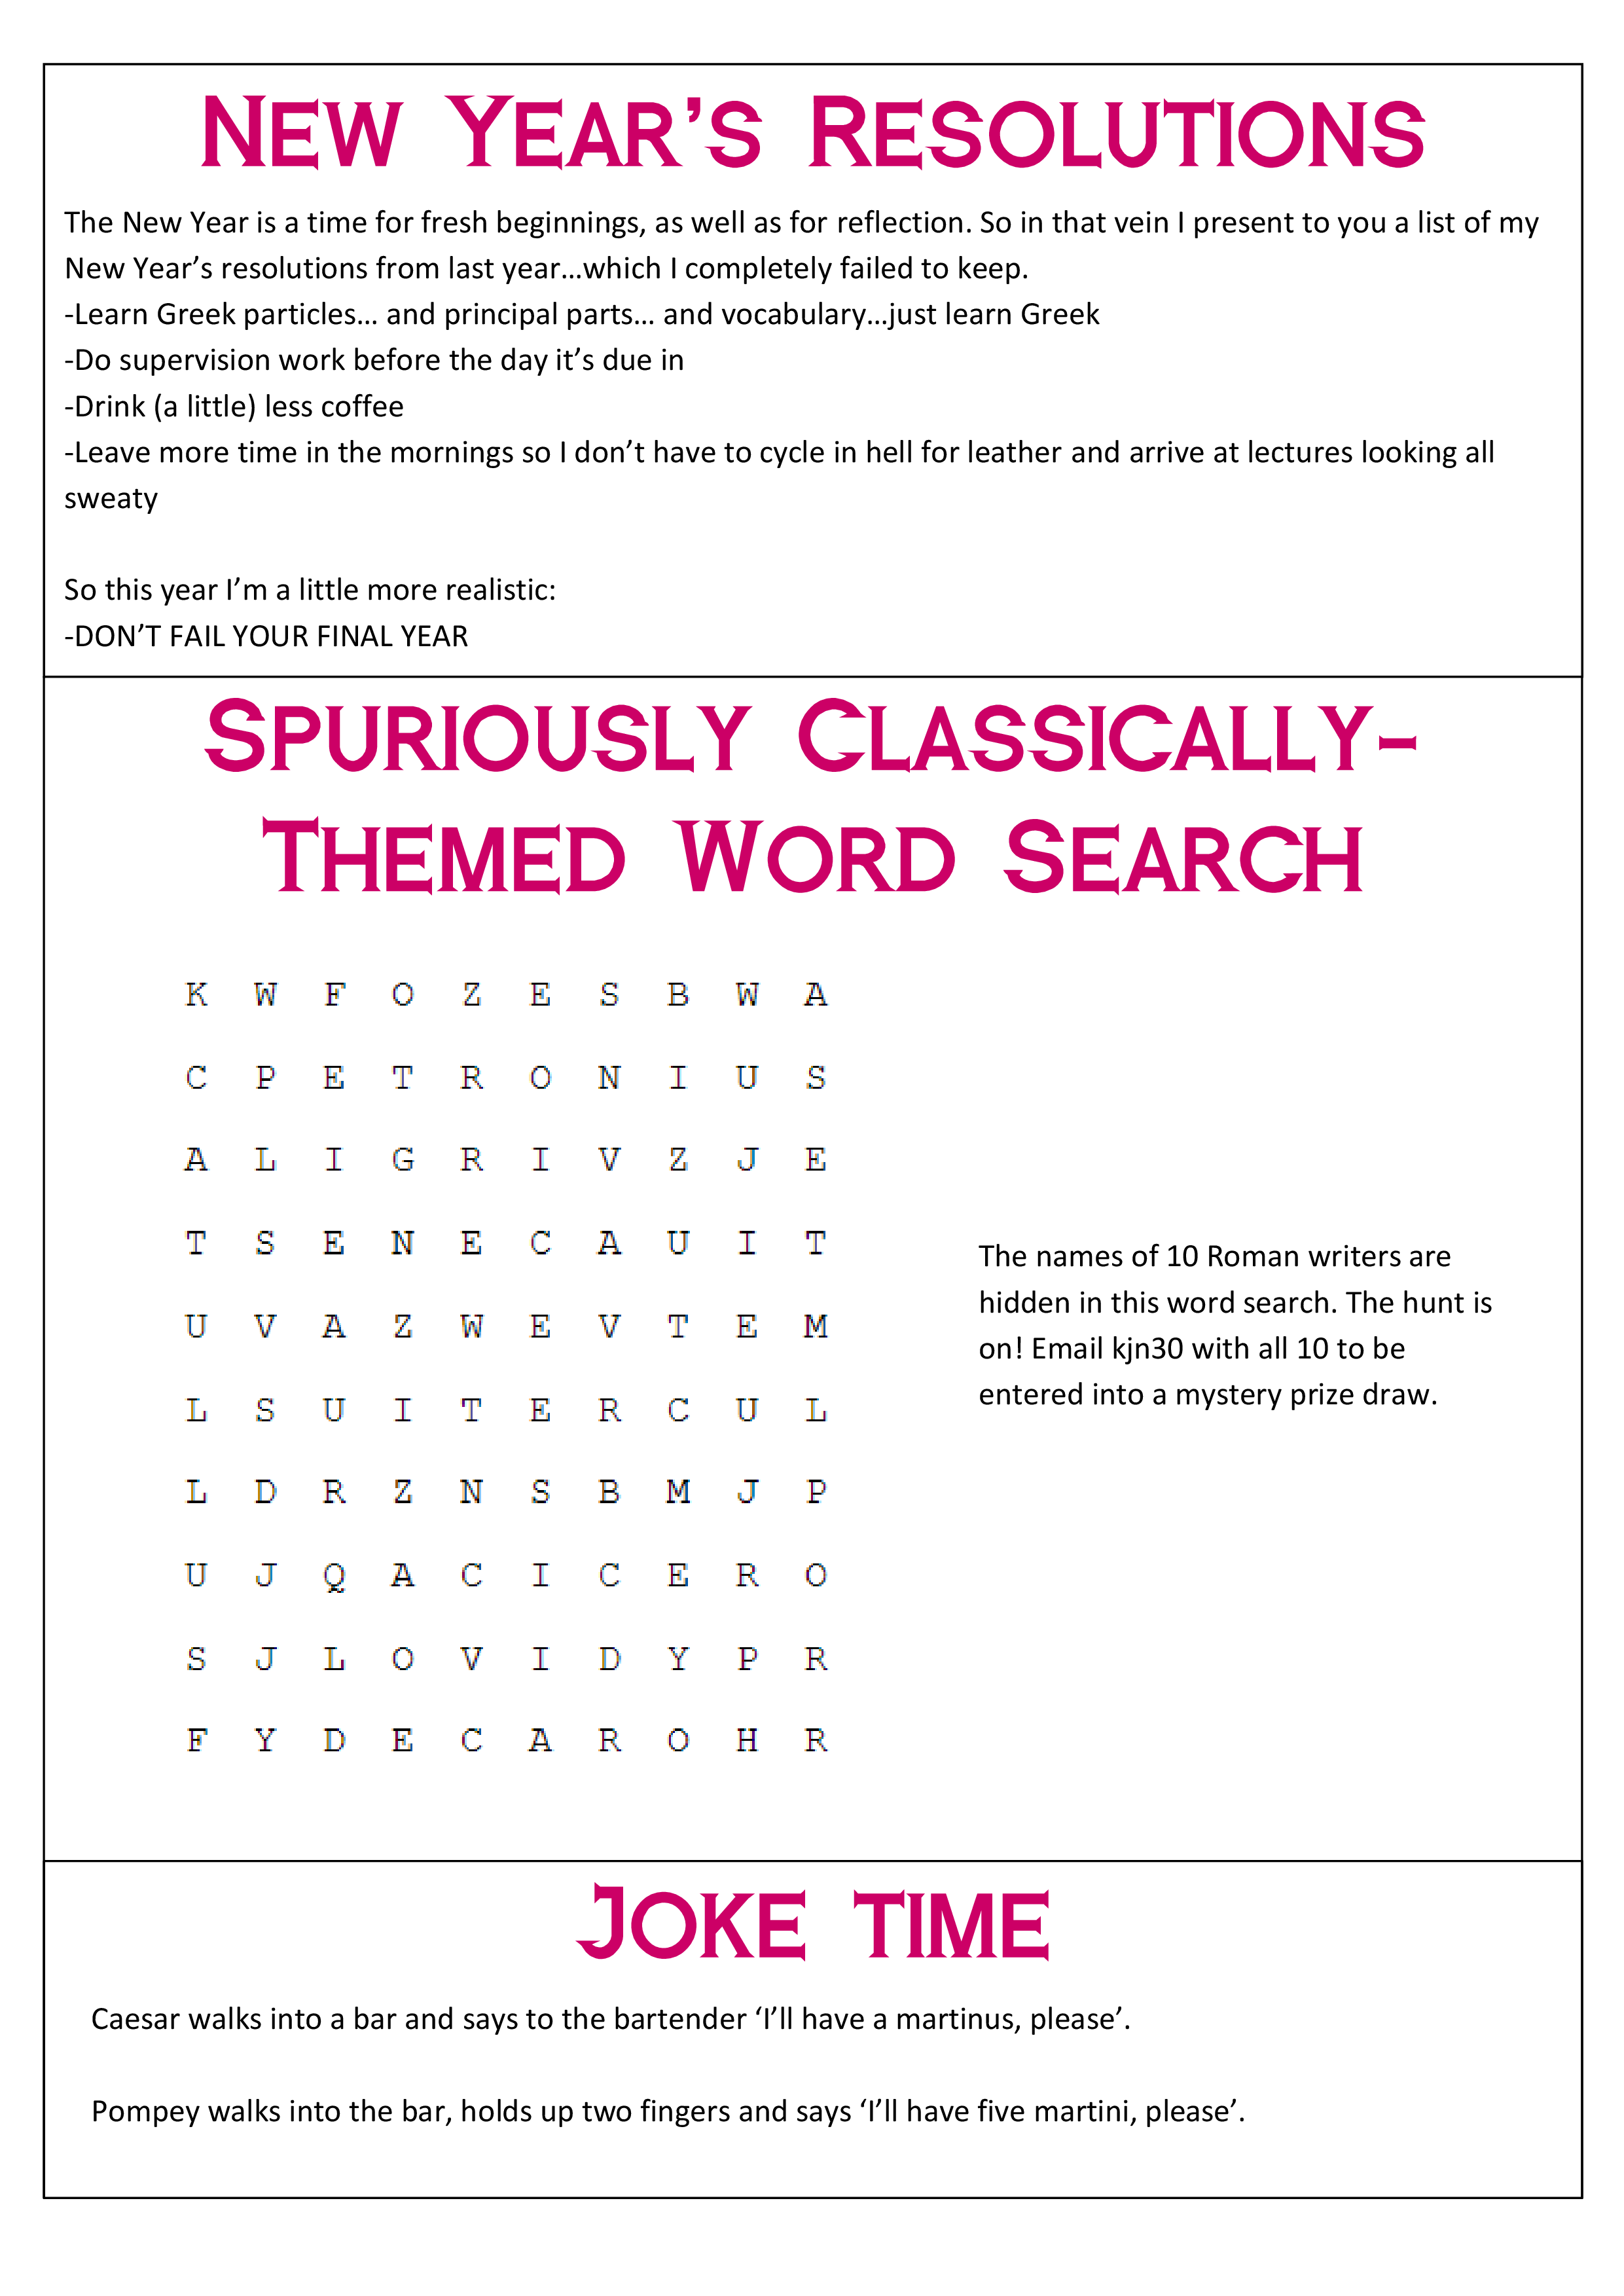 New Year’s Resolutions
The New Year is a time for fresh beginnings, as well as for reflection. So in that vein I present to you a list of my
New Year’s resolutions from last year…which I completely failed to keep.
-Learn Greek particles… and principal parts… and vocabulary…just learn Greek
-Do supervision work before the day it’s due in
-Drink (a little) less coffee
-Leave more time in the mornings so I don’t have to cycle in hell for leather and arrive at lectures looking all
sweaty
So this year I’m a little more realistic:
-DON’T FAIL YOUR FINAL YEAR
Spuriously Classically-
Themed Word Search
K W F O Z E S B W A
C P E T R O N I U S
A L I G R I V Z J E
T S E N E C A U I T
U V A Z W E V T E M
L S U I T E R C U L
L D R Z N S B M J P
U J Q A C I C E R O
S J L O V I D Y P R
F Y D E C A R O H R
The names of 10 Roman writers are
hidden in this word search. The hunt is
on! Email kjn30 with all 10 to be
entered into a mystery prize draw.
Joke time
Caesar walks into a bar and says to the bartender ‘I’ll have a martinus, please’.
Pompey walks into the bar, holds up two fingers and says ‘I’ll have five martini, please’.